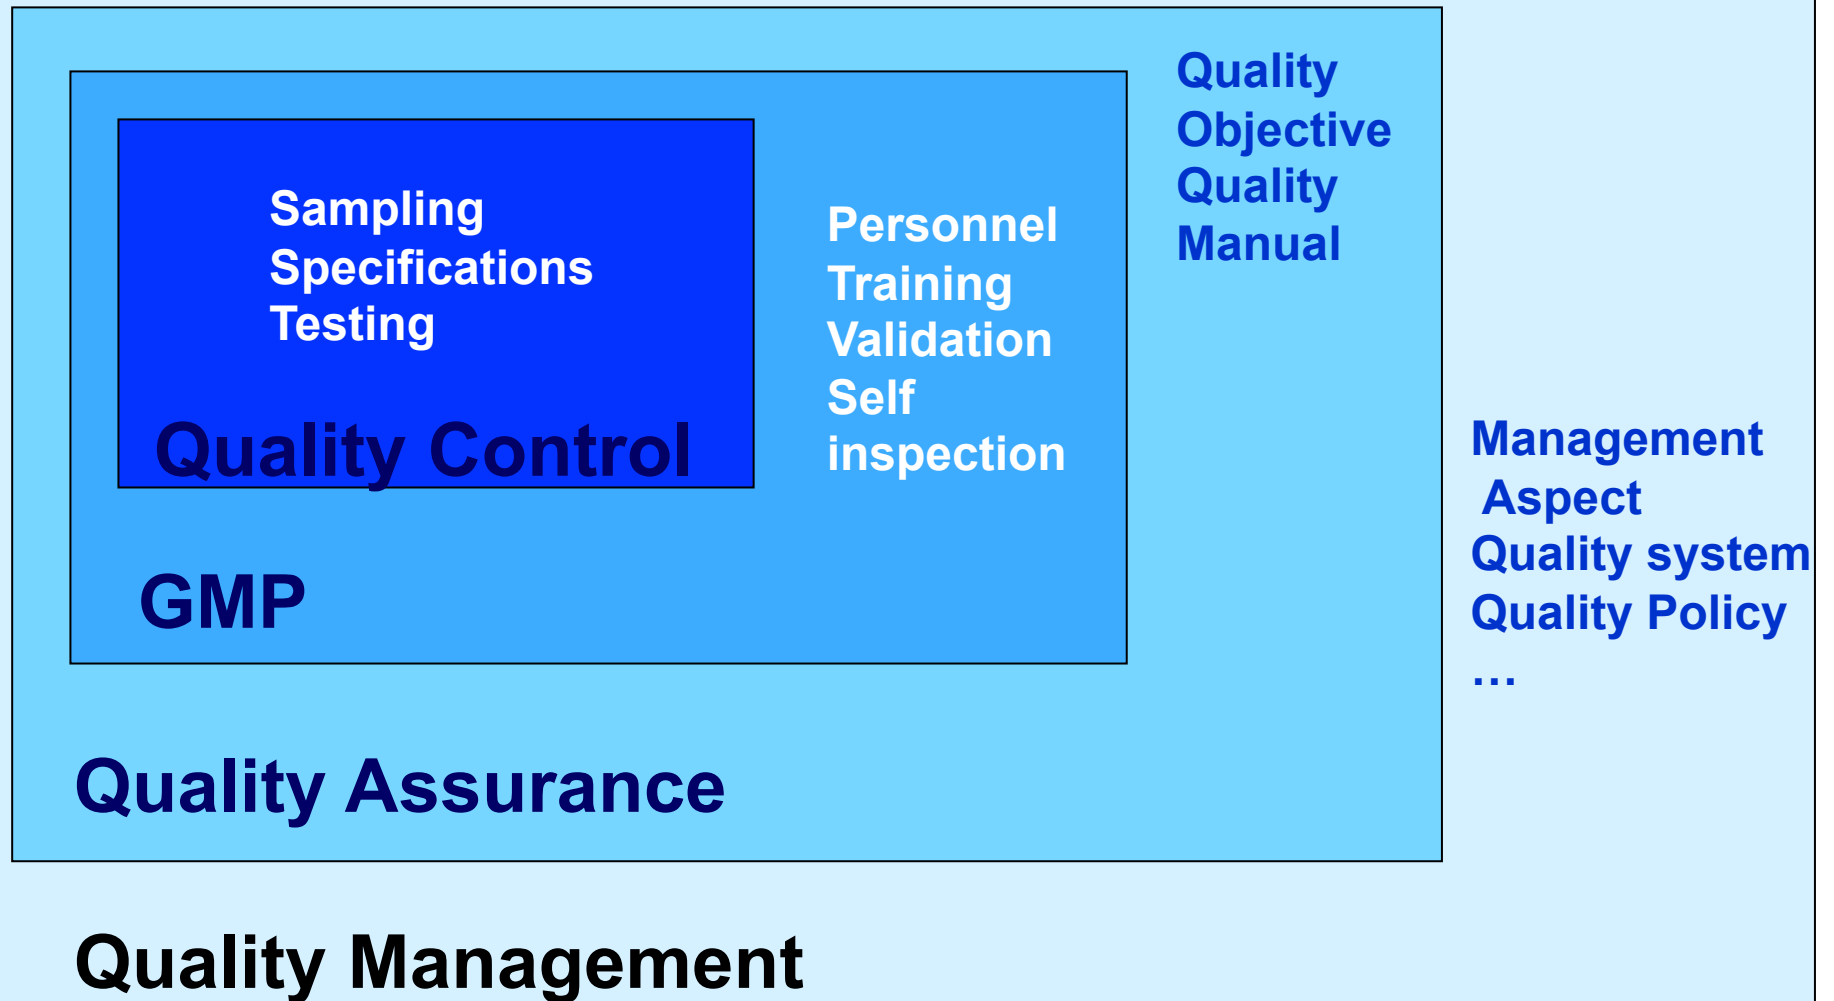 Sampling
Specifications
Testing
Quality Control
Personnel
Training
Validation
Self
inspection
GMP
Quality
Objective
Quality
Manual
Quality Assurance
Management
Aspect
Quality system
Quality Policy
…
Quality Management